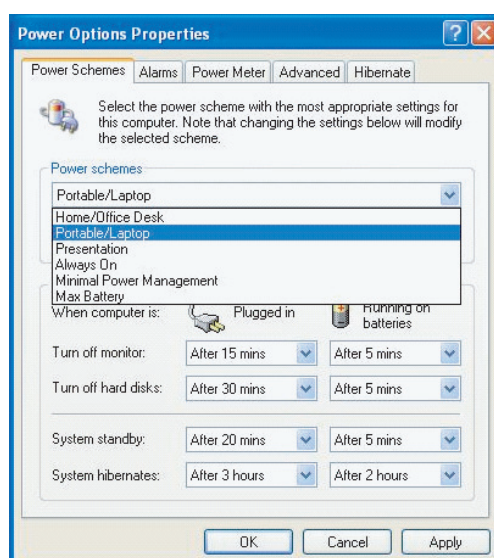 Power Options Properties
Power Schemes Alarms Power Meter Advanced Hibernate
Select the power scheme with the most appropriate settings for
this computer. Note that changing the settings below will modify
the selected scheme.
Power schemes
Portable/Laptop
Home/Office Desk
Portable/Laptop
Presentation
Always On
Minimal Power Management
Max Battery
When computer is: Plugged in Running on
batteries
Turn off monitor: After 15 mins After 5 mins
Turn off hard disks: After 30 mins After 5 mins
System standby: After 20 mins After 5 mins
System hibernates: After 3 hours After 2 hours
OK Cancel Apply